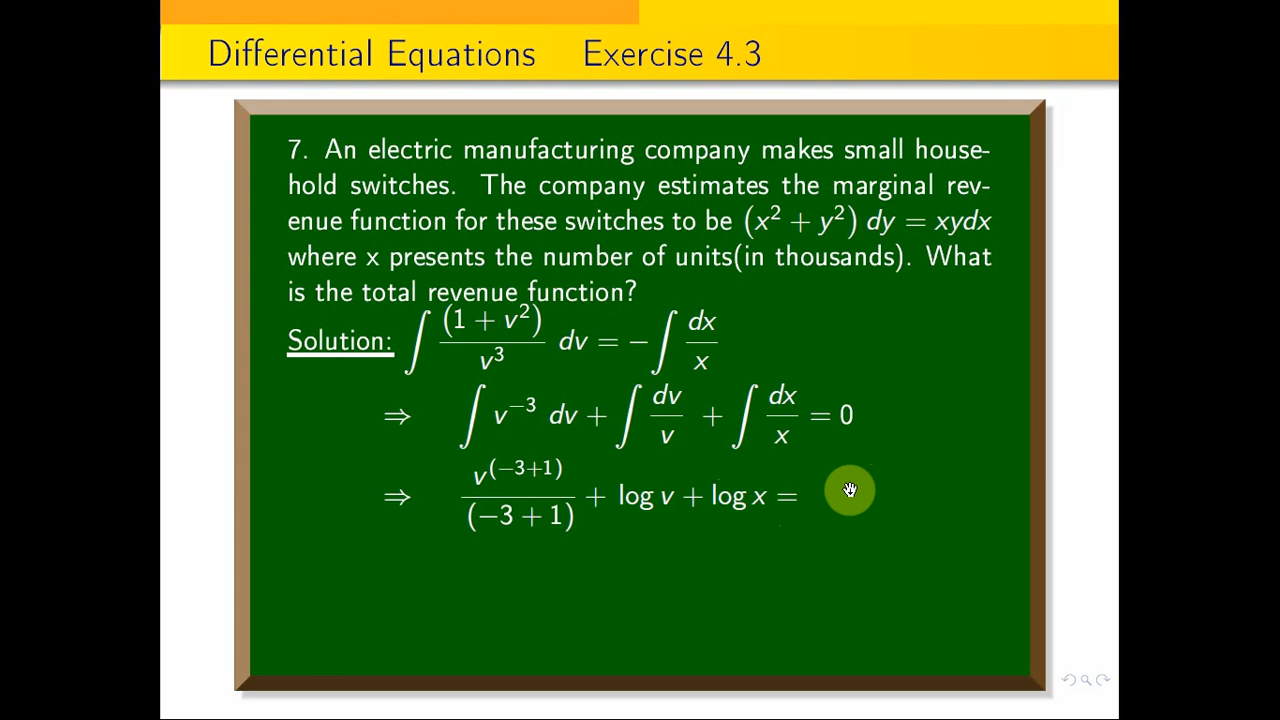 Differential Equations Exercise 4.3
7. An electric manufacturing company makes small house-
hold switches. The company estimates the marginal rev-
enue function for these switches to be (x² + y²) dy = xydx
where x presents the number of units(in thousands). What
is the total revenue function?
Solution: ∫ (1 + v²)/v³ dv = − ∫ dx/x
⇒ ∫ v⁻³ dv + ∫ dv/v + ∫ dx/x = 0
⇒ v^(−3+1)/(−3 + 1) + log v + log x =